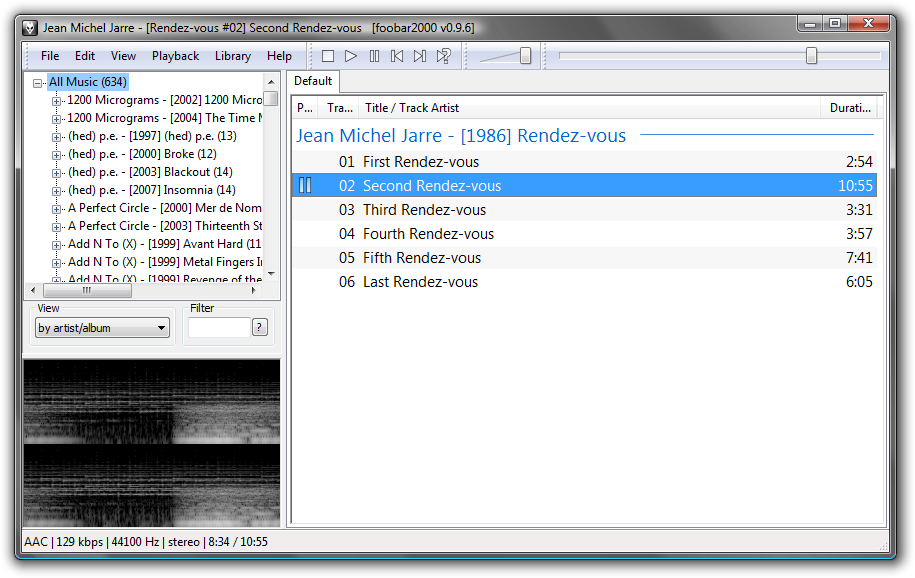 Jean Michel Jarre - [Rendez-vous #02] Second Rendez-vous [foobar2000 v0.9.6]
File Edit View Playback Library Help
All Music (634)
1200 Micrograms - [2002] 1200 Micro
1200 Micrograms - [2004] The Time M
(hed) p.e. - [1997] (hed) p.e. (13)
(hed) p.e. - [2000] Broke (12)
(hed) p.e. - [2003] Blackout (14)
(hed) p.e. - [2007] Insomnia (14)
A Perfect Circle - [2000] Mer de Nom
A Perfect Circle - [2003] Thirteenth St
Add N To (X) - [1999] Avant Hard (11
Add N To (X) - [1999] Metal Fingers I
Add N To (X) - [1999] Revenge of the
View
by artist/album
Filter
?
Default
P... Tra... Title / Track Artist Durati...
Jean Michel Jarre - [1986] Rendez-vous
01 First Rendez-vous 2:54
02 Second Rendez-vous 10:55
03 Third Rendez-vous 3:31
04 Fourth Rendez-vous 3:57
05 Fifth Rendez-vous 7:41
06 Last Rendez-vous 6:05
AAC | 129 kbps | 44100 Hz | stereo | 8:34 / 10:55